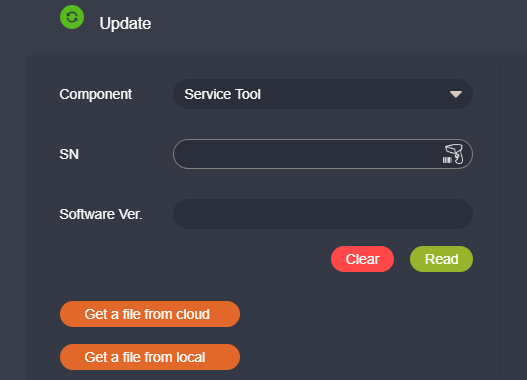 Update
Component Service Tool
SN
Software Ver.
Clear Read
Get a file from cloud
Get a file from local